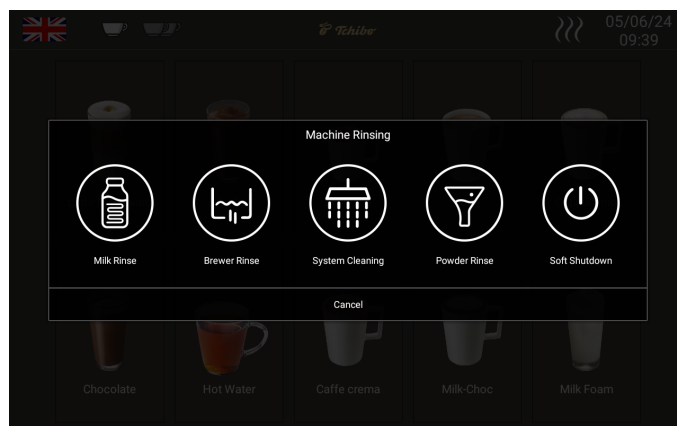 Tchibo
05/06/24
09:39
Machine Rinsing
Milk Rinse
Brewer Rinse
System Cleaning
Powder Rinse
Soft Shutdown
Cancel
Chocolate
Hot Water
Caffe crema
Milk-Choc
Milk Foam